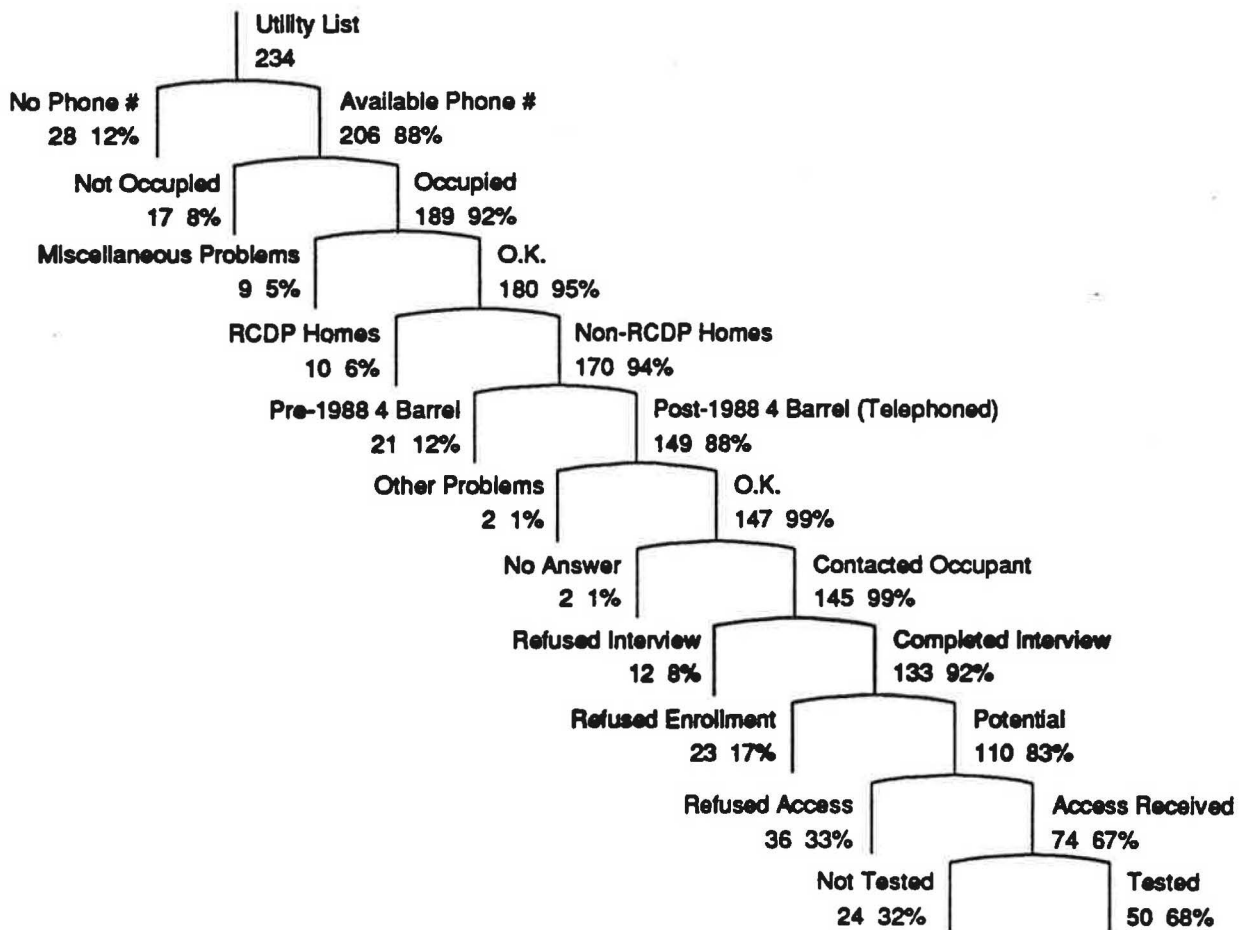 Utility List
234
No Phone # Available Phone #
28 12% 206 88%
Not Occupied Occupied
17 8% 189 92%
Miscellaneous Problems O.K.
9 5% 180 95%
RCDP Homes Non-RCDP Homes
10 6% 170 94%
Pre-1988 4 Barrel Post-1988 4 Barrel (Telephoned)
21 12% 149 88%
Other Problems O.K.
2 1% 147 99%
No Answer Contacted Occupant
2 1% 145 99%
Refused Interview Completed Interview
12 8% 133 92%
Refused Enrollment Potential
23 17% 110 83%
Refused Access Access Received
36 33% 74 67%
Not Tested Tested
24 32% 50 68%